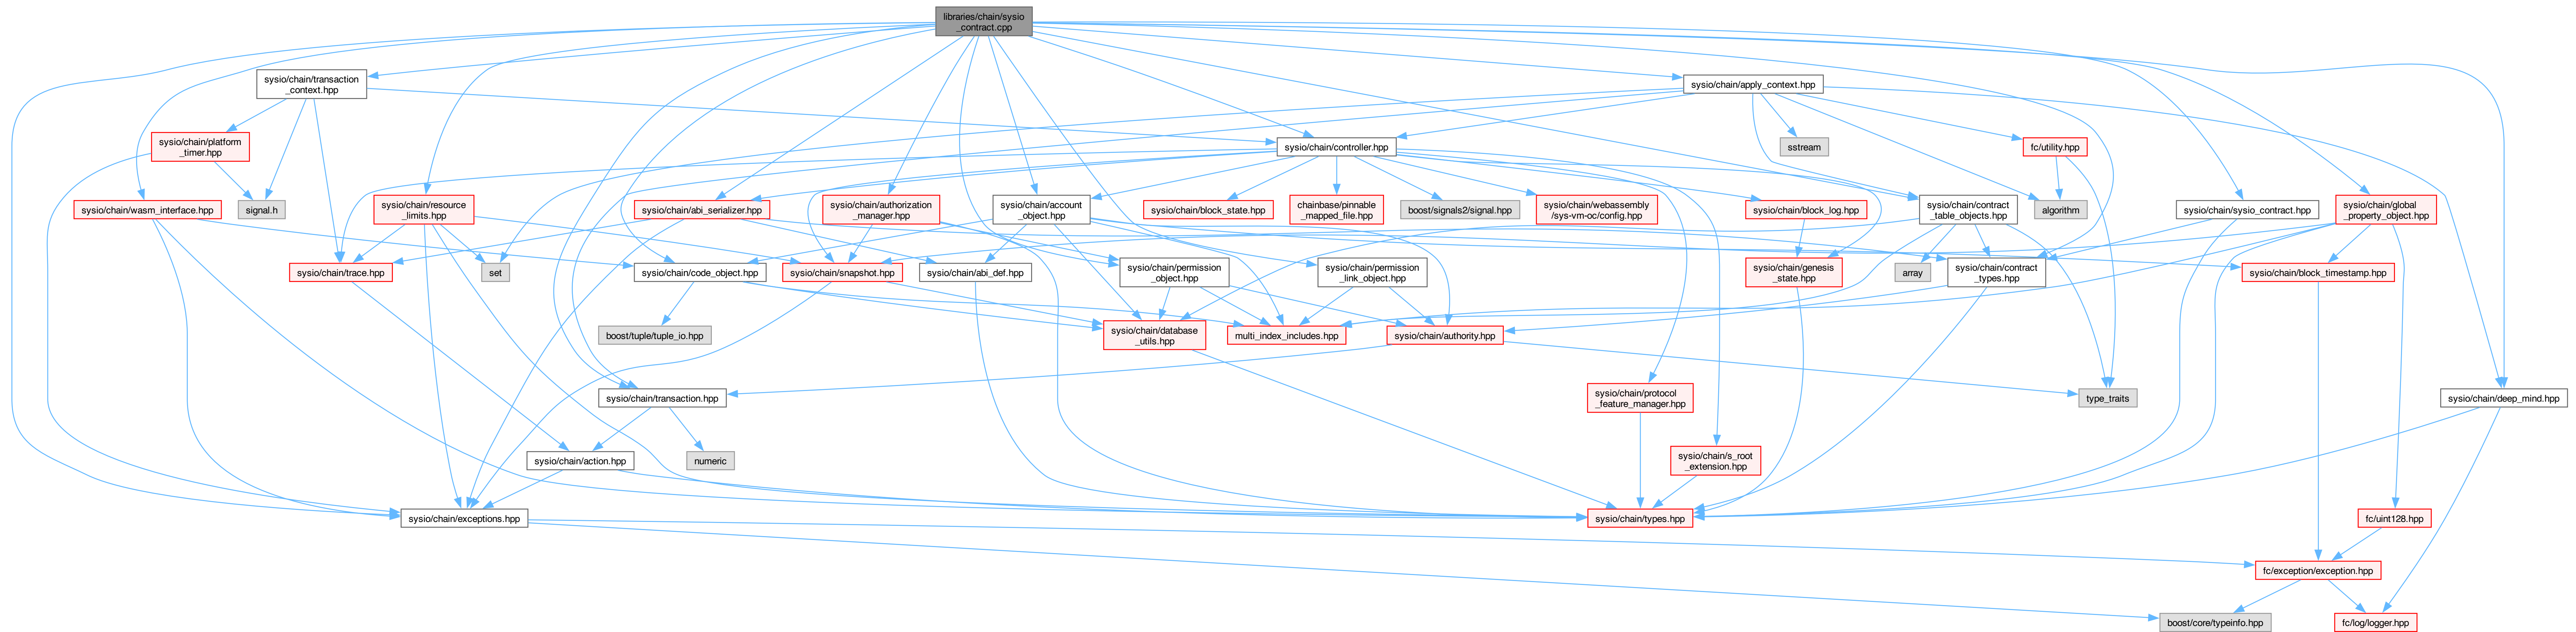 libraries/chain/sysio
_contract.cpp
sysio/chain/transaction
_context.hpp
sysio/chain/apply_context.hpp
sysio/chain/platform
_timer.hpp
sysio/chain/controller.hpp
sstream
fc/utility.hpp
sysio/chain/wasm_interface.hpp
signal.h
sysio/chain/resource
_limits.hpp
sysio/chain/abi_serializer.hpp
sysio/chain/authorization
_manager.hpp
sysio/chain/account
_object.hpp
sysio/chain/block_state.hpp
chainbase/pinnable
_mapped_file.hpp
boost/signals2/signal.hpp
sysio/chain/webassembly
/sys-vm-oc/config.hpp
sysio/chain/block_log.hpp
sysio/chain/contract
_table_objects.hpp
algorithm
sysio/chain/sysio_contract.hpp
sysio/chain/global
_property_object.hpp
sysio/chain/trace.hpp
set
sysio/chain/code_object.hpp
sysio/chain/snapshot.hpp
sysio/chain/abi_def.hpp
sysio/chain/permission
_object.hpp
sysio/chain/permission
_link_object.hpp
sysio/chain/genesis
_state.hpp
array
sysio/chain/contract
_types.hpp
sysio/chain/block_timestamp.hpp
boost/tuple/tuple_io.hpp
sysio/chain/database
_utils.hpp
multi_index_includes.hpp
sysio/chain/authority.hpp
sysio/chain/transaction.hpp
sysio/chain/protocol
_feature_manager.hpp
type_traits
sysio/chain/deep_mind.hpp
sysio/chain/action.hpp
numeric
sysio/chain/s_root
_extension.hpp
sysio/chain/exceptions.hpp
sysio/chain/types.hpp
fc/uint128.hpp
fc/exception/exception.hpp
boost/core/typeinfo.hpp
fc/log/logger.hpp